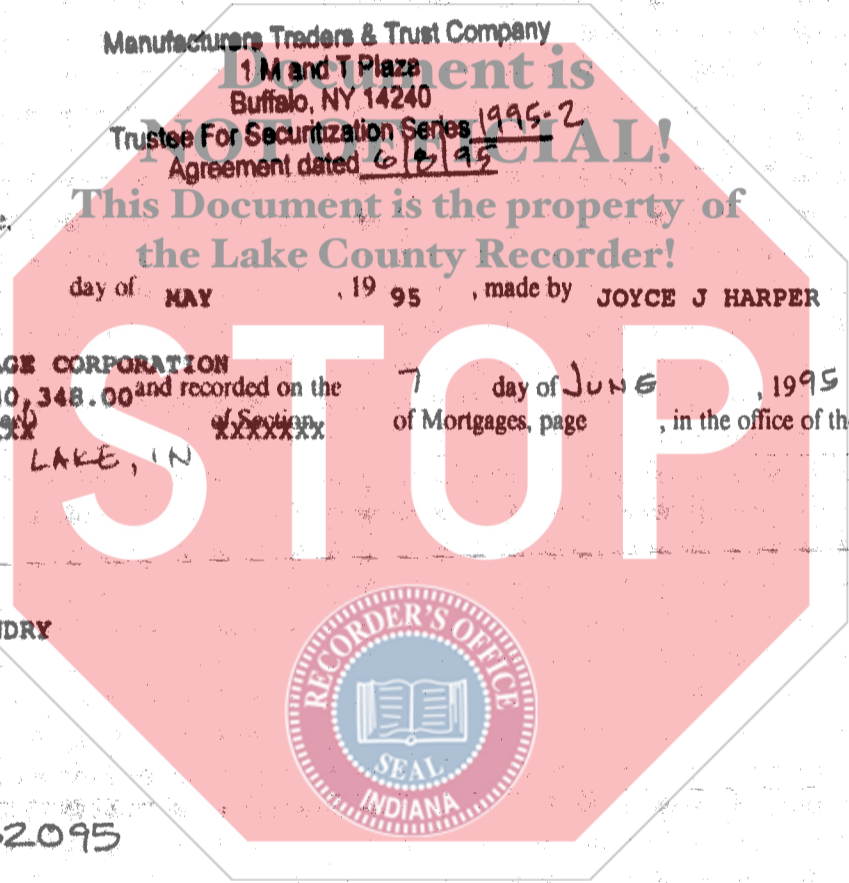 Manufacturers Traders & Trust Company
1 M and T Plaza
Buffalo, NY 14240
Trustee For Securitization Series 1995-2
Agreement dated 6/8/95
Document is
NOT OFFICIAL!
This Document is the property of
the Lake County Recorder!
day of MAY , 19 95 , made by JOYCE J HARPER
AGE CORPORATION
0,348.00 and recorded on the 7 day of JUNE , 1995
of Section of Mortgages, page , in the office of th
LAKE, IN
STOP
NDRY
RECORDER'S OFFICE
SEAL
INDIANA
2095